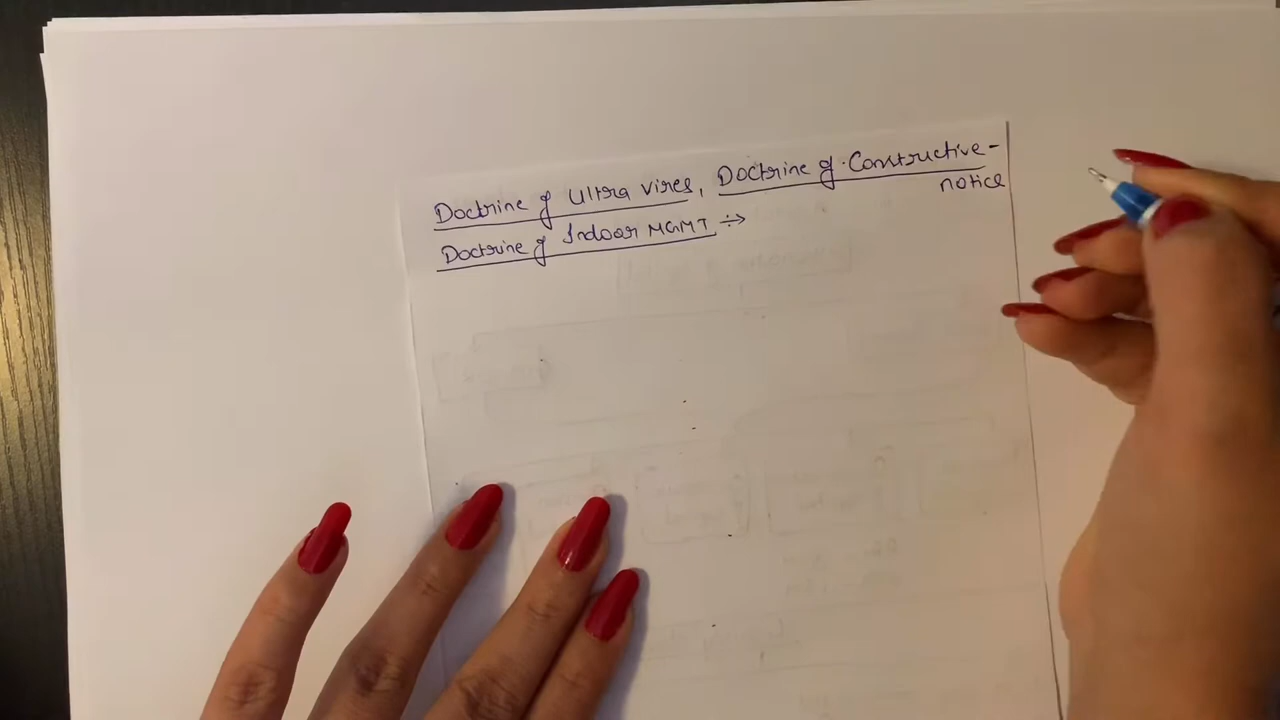 Doctrine of Ultra Vires, Doctrine of Constructive-
notice
Doctrine of Indoor MGMT ÷>